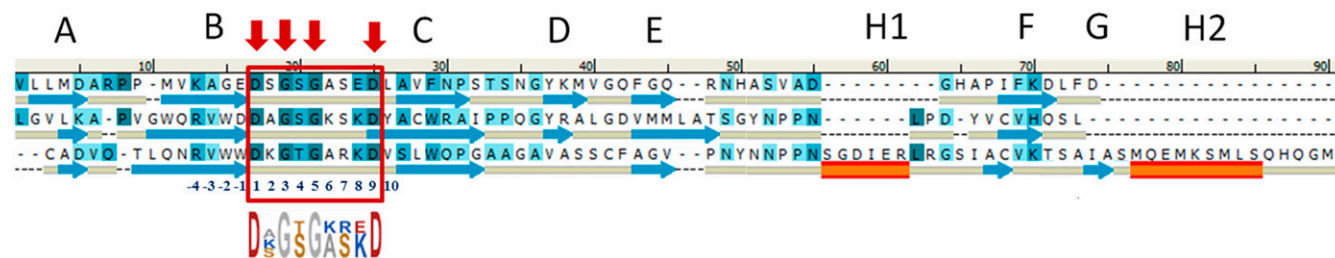 A B C D E H1 F G H2
10 20 30 40 50 60 70 80 90
VLLMDARPP-MVKAGEDSGSGASEDLAVFNPSTSNGYKMVGQFGQ--RNHASVAD--------GHAPIFKDLFD----------------
LGVLKA-PVGWQRVWDDAGSGKSKDYACWRAIPPQGYRALGDVMMLATSGYNPPN------LPD-YVCVHQSL-----------------
--CADVQ-TLQNRVWWDKGTGARKDVSLWQPGAAGAVASSCFAGV--PNYNNPPNSGDIERLRGSIACVKTSAIASMQEMKSMLSQHQGM
-4 -3 -2 -1 1 2 3 4 5 6 7 8 9 10
D A G T G K R E D
K S A S K
S